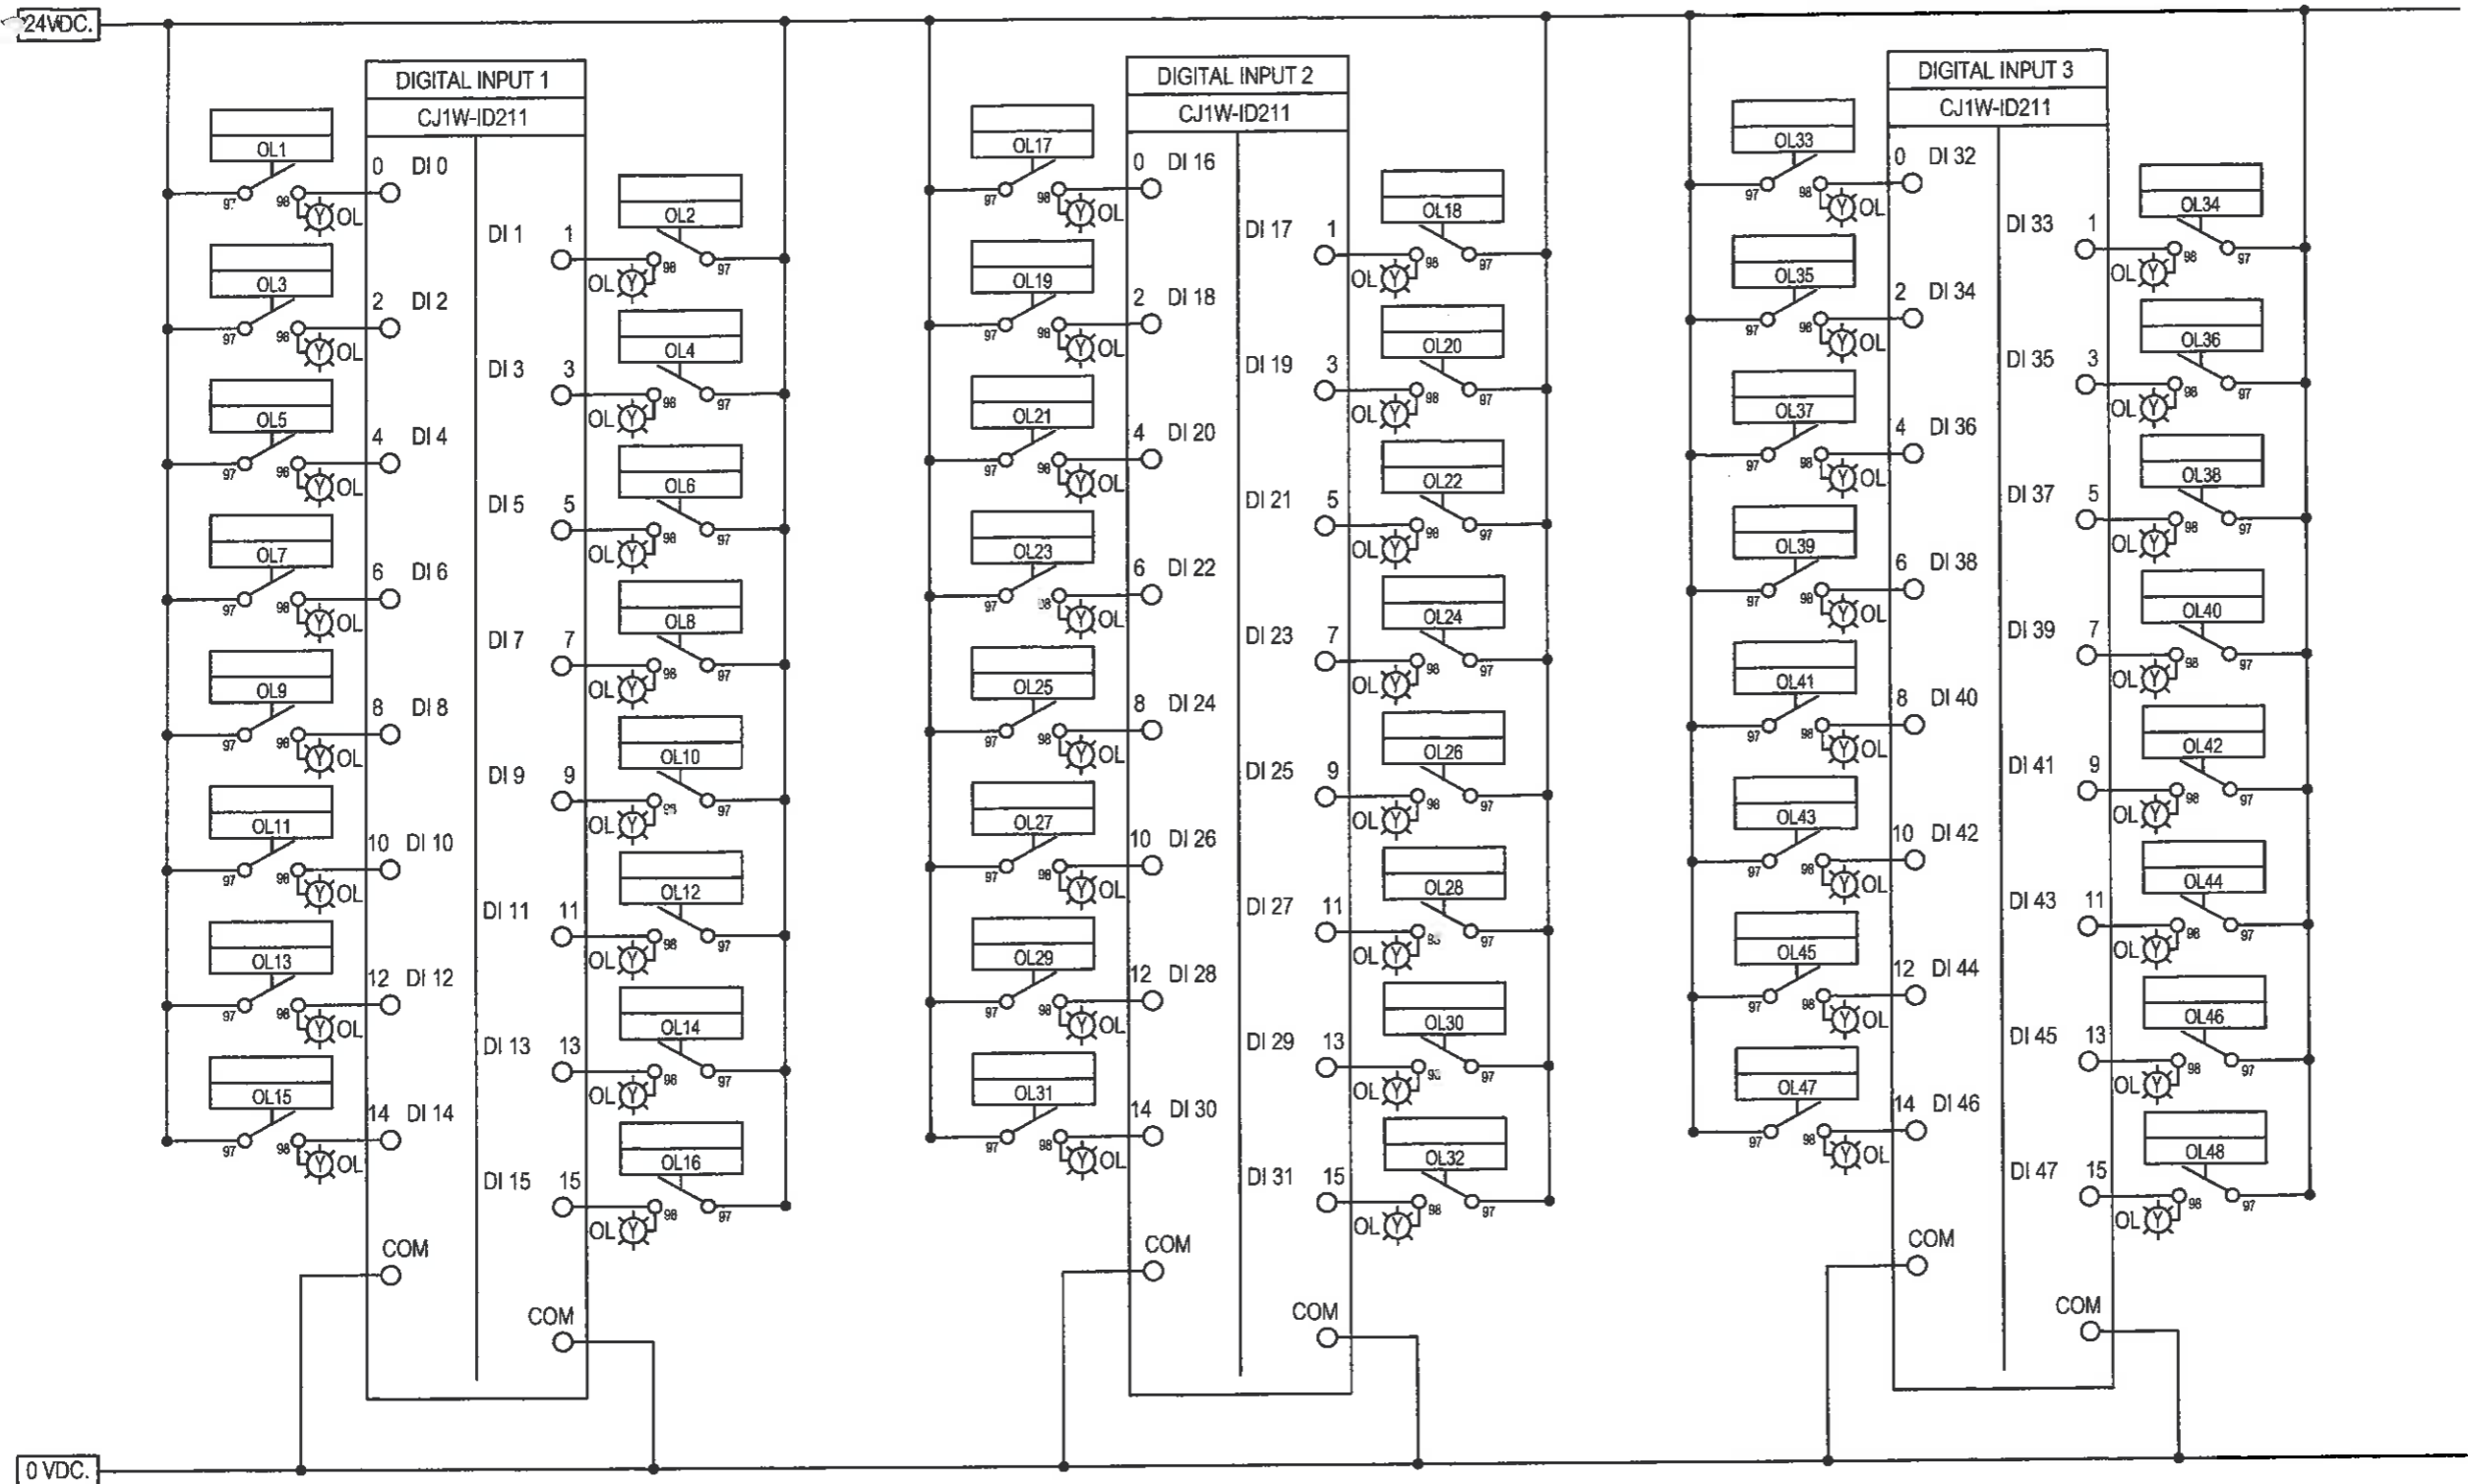 24VDC.
DIGITAL INPUT 1
CJ1W-ID211
OL1
0 DI 0
97 98 Y OL
OL2
DI 1 1
OL Y 98 97
OL3
2 DI 2
97 98 Y OL
OL4
DI 3 3
OL Y 98 97
OL5
4 DI 4
97 98 Y OL
OL6
DI 5 5
OL Y 98 97
OL7
6 DI 6
97 98 Y OL
OL8
DI 7 7
OL Y 98 97
OL9
8 DI 8
97 98 Y OL
OL10
DI 9 9
OL Y 97
OL11
10 DI 10
97 98 Y OL
OL12
DI 11 11
OL Y 98 97
OL13
12 DI 12
97 98 Y OL
OL14
DI 13 13
OL Y 98 97
OL15
14 DI 14
97 98 Y OL
OL16
DI 15 15
OL Y 98 97
COM
COM
DIGITAL INPUT 2
CJ1W-ID211
OL17
0 DI 16
97 98 Y OL
OL18
DI 17 1
OL Y 98 97
OL19
2 DI 18
97 98 Y OL
OL20
DI 19 3
OL Y 98 97
OL21
4 DI 20
97 98 Y OL
OL22
DI 21 5
OL Y 98 97
OL23
6 DI 22
97 Y OL
OL24
DI 23 7
OL Y 98 97
OL25
8 DI 24
97 98 Y OL
OL26
DI 25 9
OL Y 98 97
OL27
10 DI 26
97 98 Y OL
OL28
DI 27 11
OL Y 97
OL29
12 DI 28
97 98 Y OL
OL30
DI 29 13
OL Y 97
OL31
14 DI 30
97 98 Y OL
OL32
DI 31 15
OL Y 98 97
COM
COM
DIGITAL INPUT 3
CJ1W-ID211
OL33
0 DI 32
97 98 Y OL
OL34
DI 33 1
OL Y 98 97
OL35
2 DI 34
97 98 Y OL
OL36
DI 35 3
OL Y 98 97
OL37
4 DI 36
97 98 Y OL
OL38
DI 37 5
OL Y 98 97
OL39
6 DI 38
97 98 Y OL
OL40
DI 39 7
OL Y 98 97
OL41
8 DI 40
97 98 Y OL
OL42
DI 41 9
OL Y 98 97
OL43
10 DI 42
97 98 Y OL
OL44
DI 43 11
OL Y 98 97
OL45
12 DI 44
97 98 Y OL
OL46
DI 45 13
OL Y 98 97
OL47
14 DI 46
97 98 Y OL
OL48
DI 47 15
OL Y 98 97
COM
COM
0 VDC.